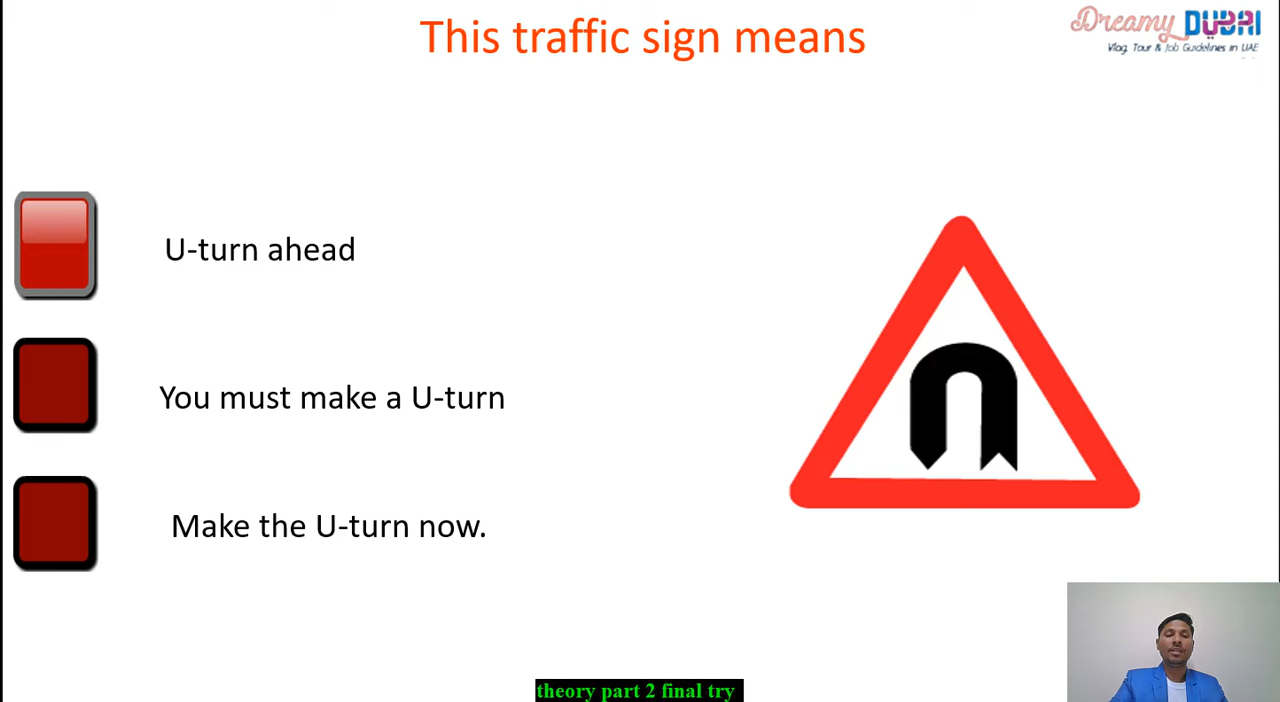 This traffic sign means
Dreamy DUBAI
Vlog, Tour & Job Guidelines in UAE
U-turn ahead
You must make a U-turn
Make the U-turn now.
theory part 2 final try